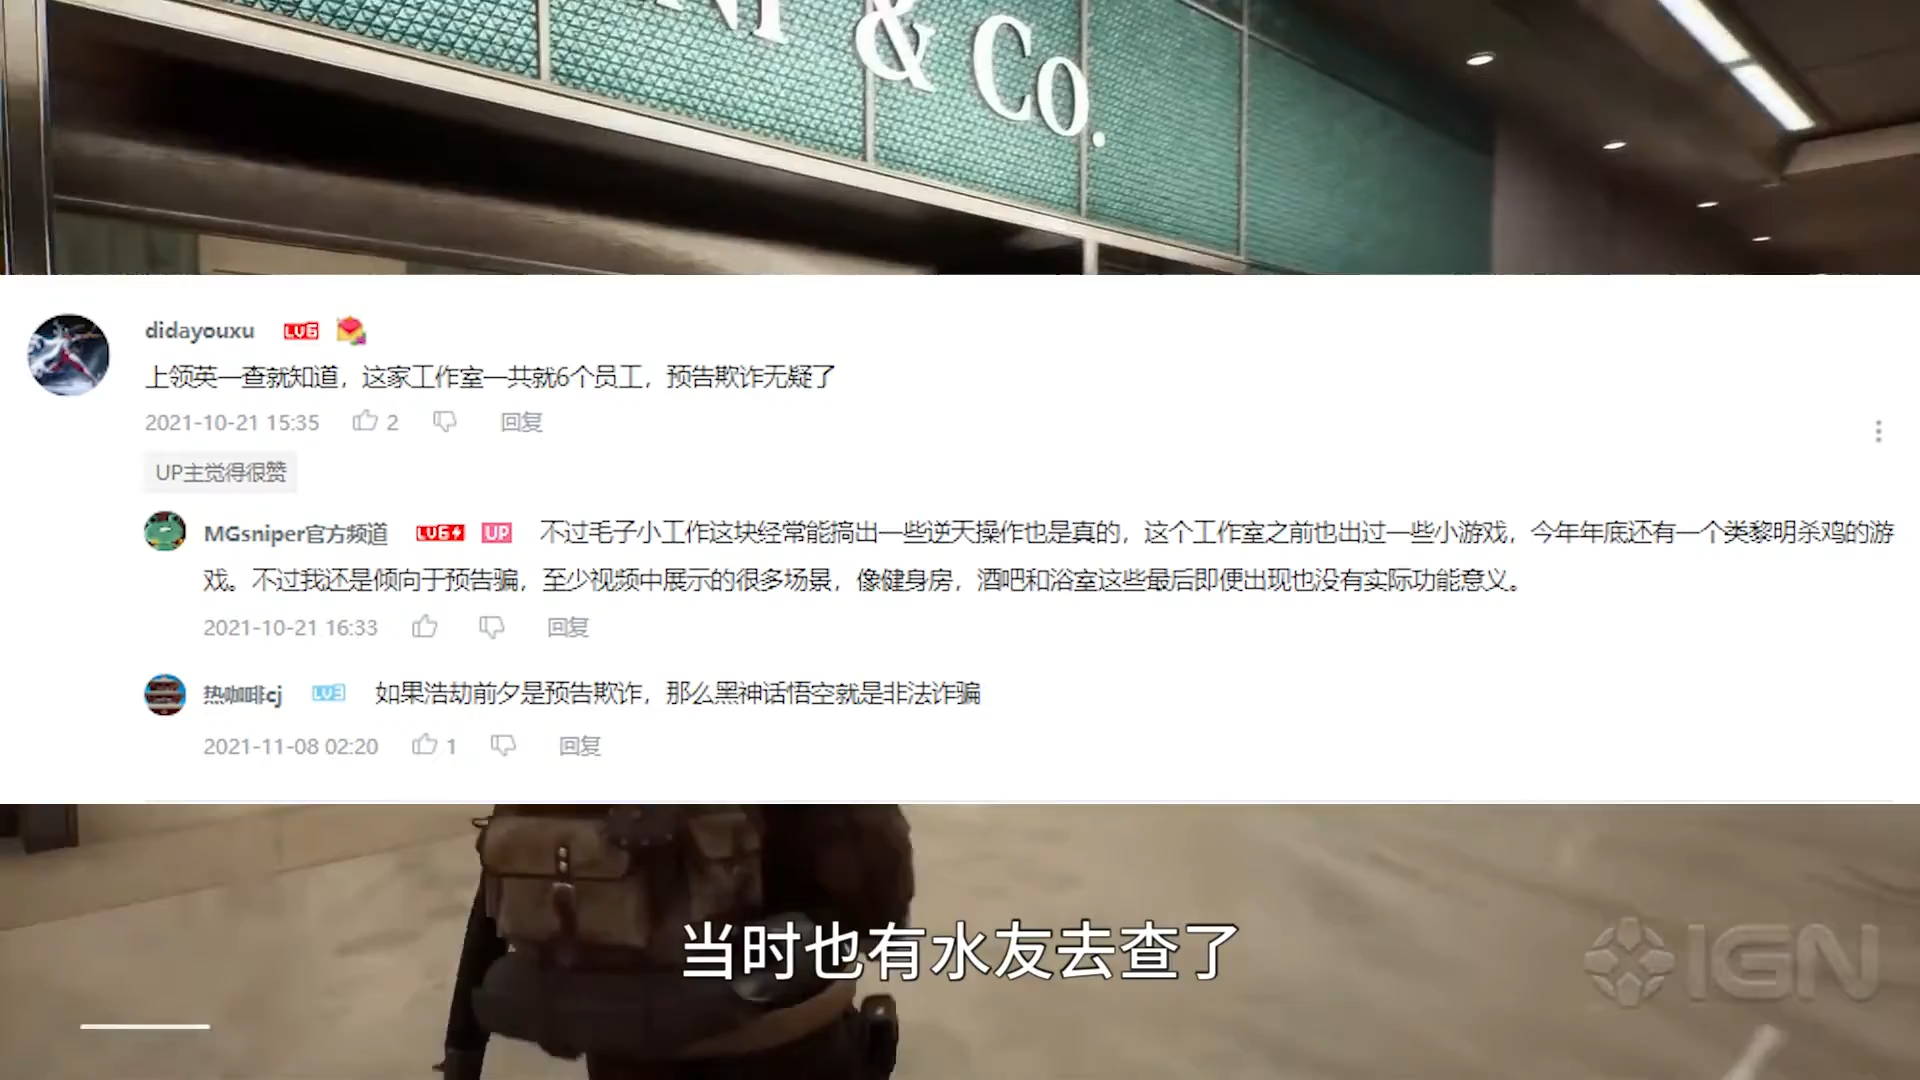 & Co.
didayouxu LV6
上领英一查就知道，这家工作室一共就6个员工，预告欺诈无疑了
2021-10-21 15:35 2 回复
UP主觉得很赞
MGsniper官方频道 LV6 UP 不过毛子小工作这块经常能搞出一些逆天操作也是真的，这个工作室之前也出过一些小游戏，今年年底还有一个类黎明杀鸡的游
戏。不过我还是倾向于预告骗，至少视频中展示的很多场景，像健身房，酒吧和浴室这些最后即便出现也没有实际功能意义。
2021-10-21 16:33 回复
热咖啡cj LV3 如果浩劫前夕是预告欺诈，那么黑神话悟空就是非法诈骗
2021-11-08 02:20 1 回复
当时也有水友去查了
IGN